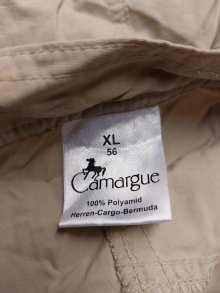 XL
56
Camargue
100% Polyamid
Herren-Cargo-Bermuda